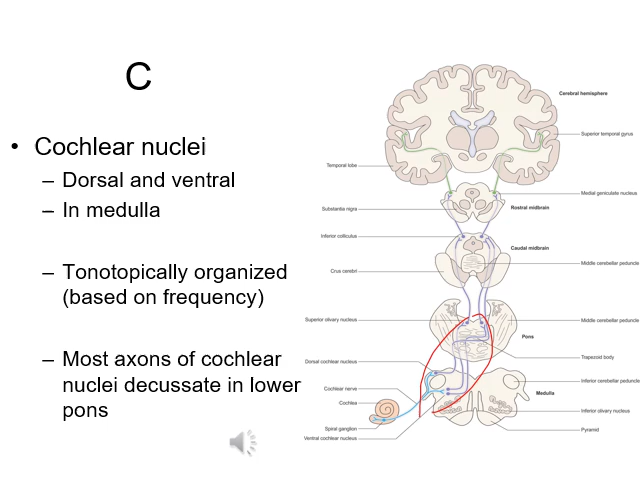 C
• Cochlear nuclei
– Dorsal and ventral
– In medulla
– Tonotopically organized
(based on frequency)
– Most axons of cochlear
nuclei decussate in lower
pons
Cerebral hemisphere
Superior temporal gyrus
Temporal lobe
Medial geniculate nucleus
Substantia nigra
Rostral midbrain
Inferior colliculus
Caudal midbrain
Middle cerebellar peduncle
Crus cerebri
Superior olivary nucleus
Middle cerebellar peduncle
Pons
Trapezoid body
Dorsal cochlear nucleus
Inferior cerebellar peduncle
Cochlear nerve
Medulla
Cochlea
Inferior olivary nucleus
Spiral ganglion
Pyramid
Ventral cochlear nucleus